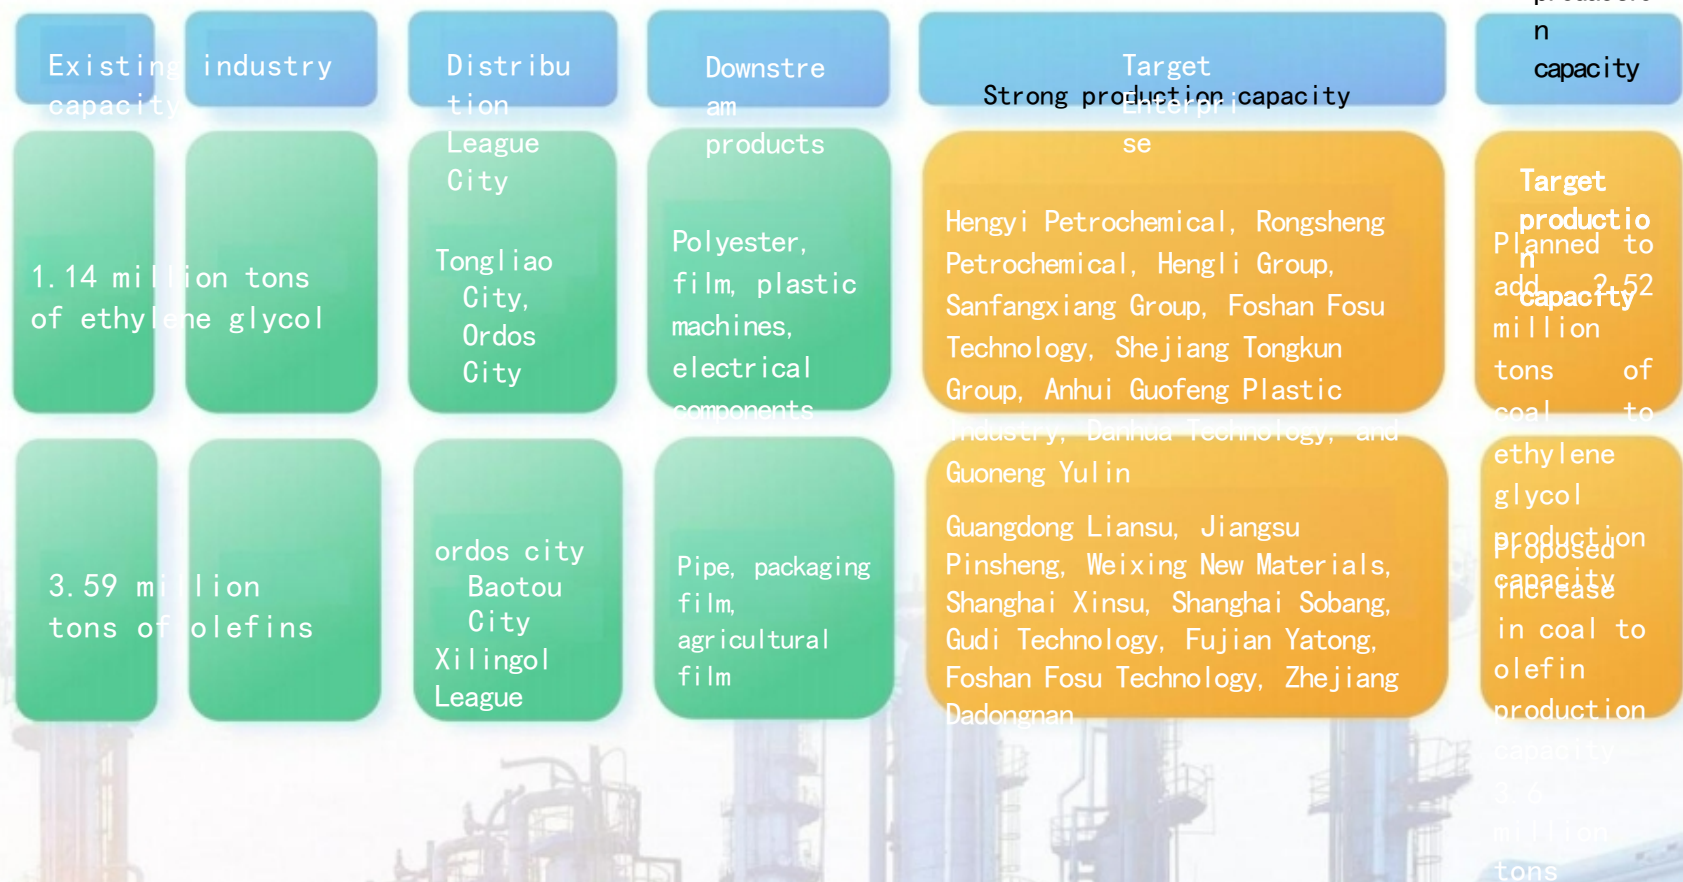 Existing industry
capacity
Distribu
tion
League
City
Downstre
am
products
Target
Enterpri
se
Strong production capacity
n
capacity
1.14 million tons
of ethylene glycol
Tongliao
City,
Ordos
City
Polyester,
film, plastic
machines,
electrical
components
Hengyi Petrochemical, Rongsheng
Petrochemical, Hengli Group,
Sanfangxiang Group, Foshan Fosu
Technology, Shejiang Tongkun
Group, Anhui Guofeng Plastic
Industry, Danhua Technology, and
Guoneng Yulin
Target
productio
n
capacity
Planned to
add 2.52
million
tons of
coal to
ethylene
glycol
production
capacity
3.59 million
tons of olefins
ordos city
Baotou
City
Xilingol
League
Pipe, packaging
film,
agricultural
film
Guangdong Liansu, Jiangsu
Pinsheng, Weixing New Materials,
Shanghai Xinsu, Shanghai Sobang,
Gudi Technology, Fujian Yatong,
Foshan Fosu Technology, Zhejiang
Dadongnan
Proposed
increase
in coal to
olefin
production
capacity
3.6
million
tons